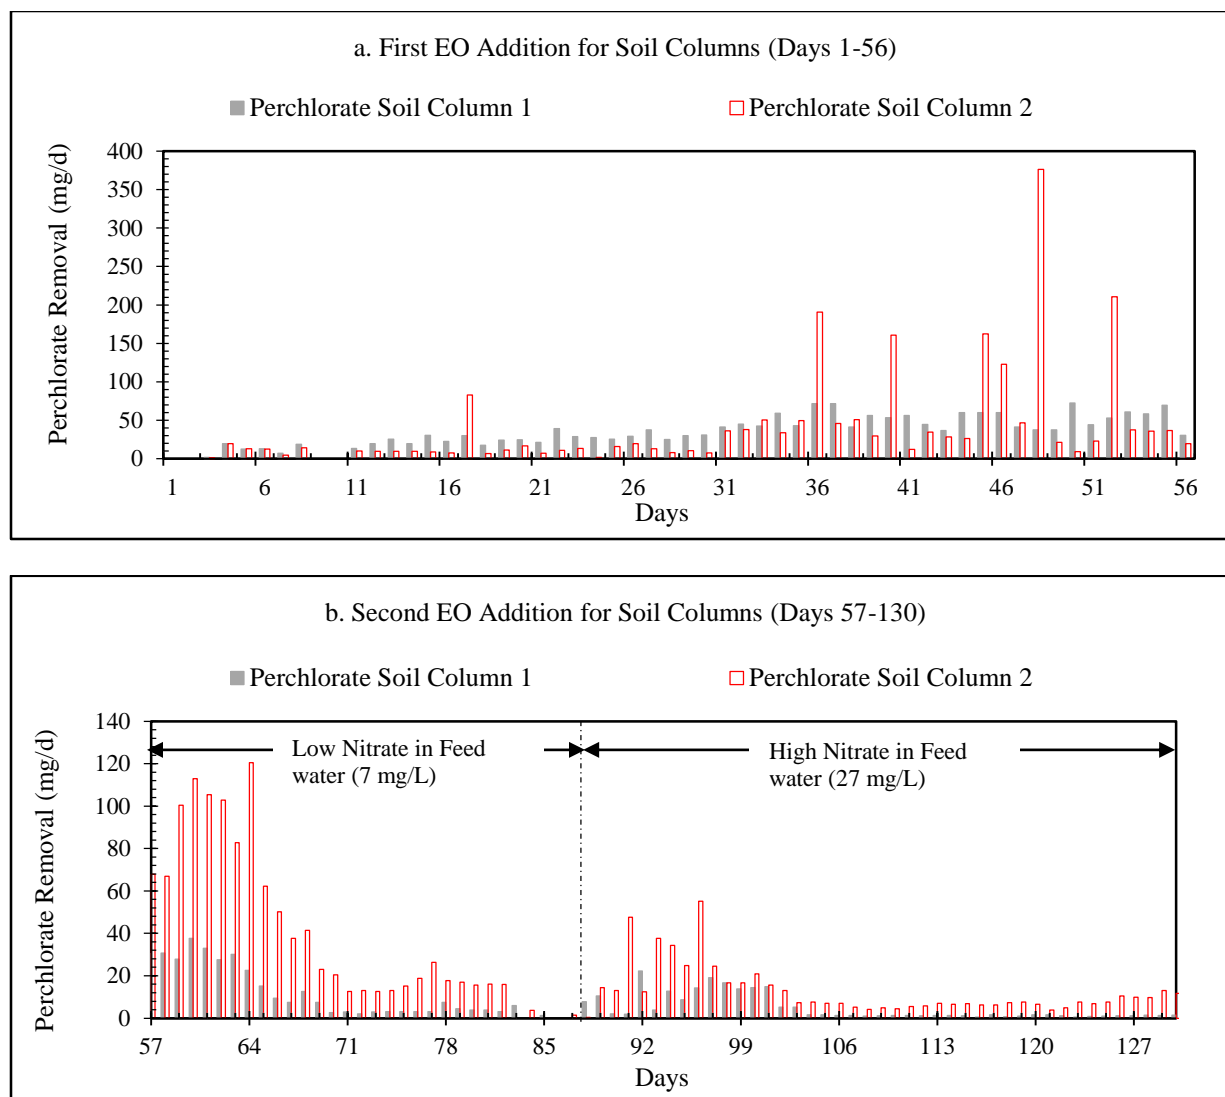 a. First EO Addition for Soil Columns (Days 1-56)
Perchlorate Soil Column 1 Perchlorate Soil Column 2
Perchlorate Removal (mg/d)
400
350
300
250
200
150
100
50
0
1 6 11 16 21 26 31 36 41 46 51 56
Days
b. Second EO Addition for Soil Columns (Days 57-130)
Perchlorate Soil Column 1 Perchlorate Soil Column 2
Perchlorate Removal (mg/d)
140
120
100
80
60
40
20
0
Low Nitrate in Feed
water (7 mg/L)
High Nitrate in Feed
water (27 mg/L)
57 64 71 78 85 92 99 106 113 120 127
Days